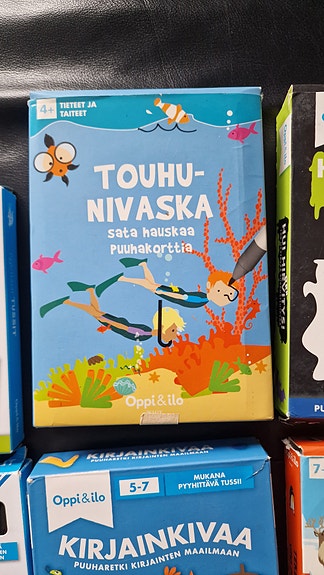 4+
TIETEET JA
TAITEET
TOUHU-
NIVASKA
sata hauskaa
puuhakorttia
Oppi&ilo
Oppi&ilo
5-7
MUKANA
PYYHITTÄVÄ TUSSI
KIRJAINKIVAA
PUUHARETKI KIRJAINTEN MAAILMAAN
7-